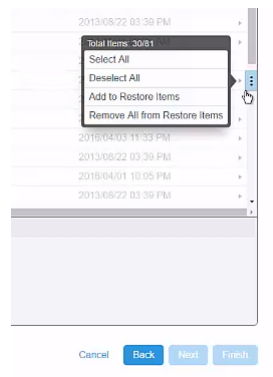 2013/08/22 03:39 PM
Total Items: 30/81
Select All
Deselect All
Add to Restore Items
Remove All from Restore Items
2016/04/03 11:33 PM
2013/08/22 03:39 PM
2016/04/01 10:05 PM
2013/08/22 03:39 PM
Cancel
Back
Next
Finish